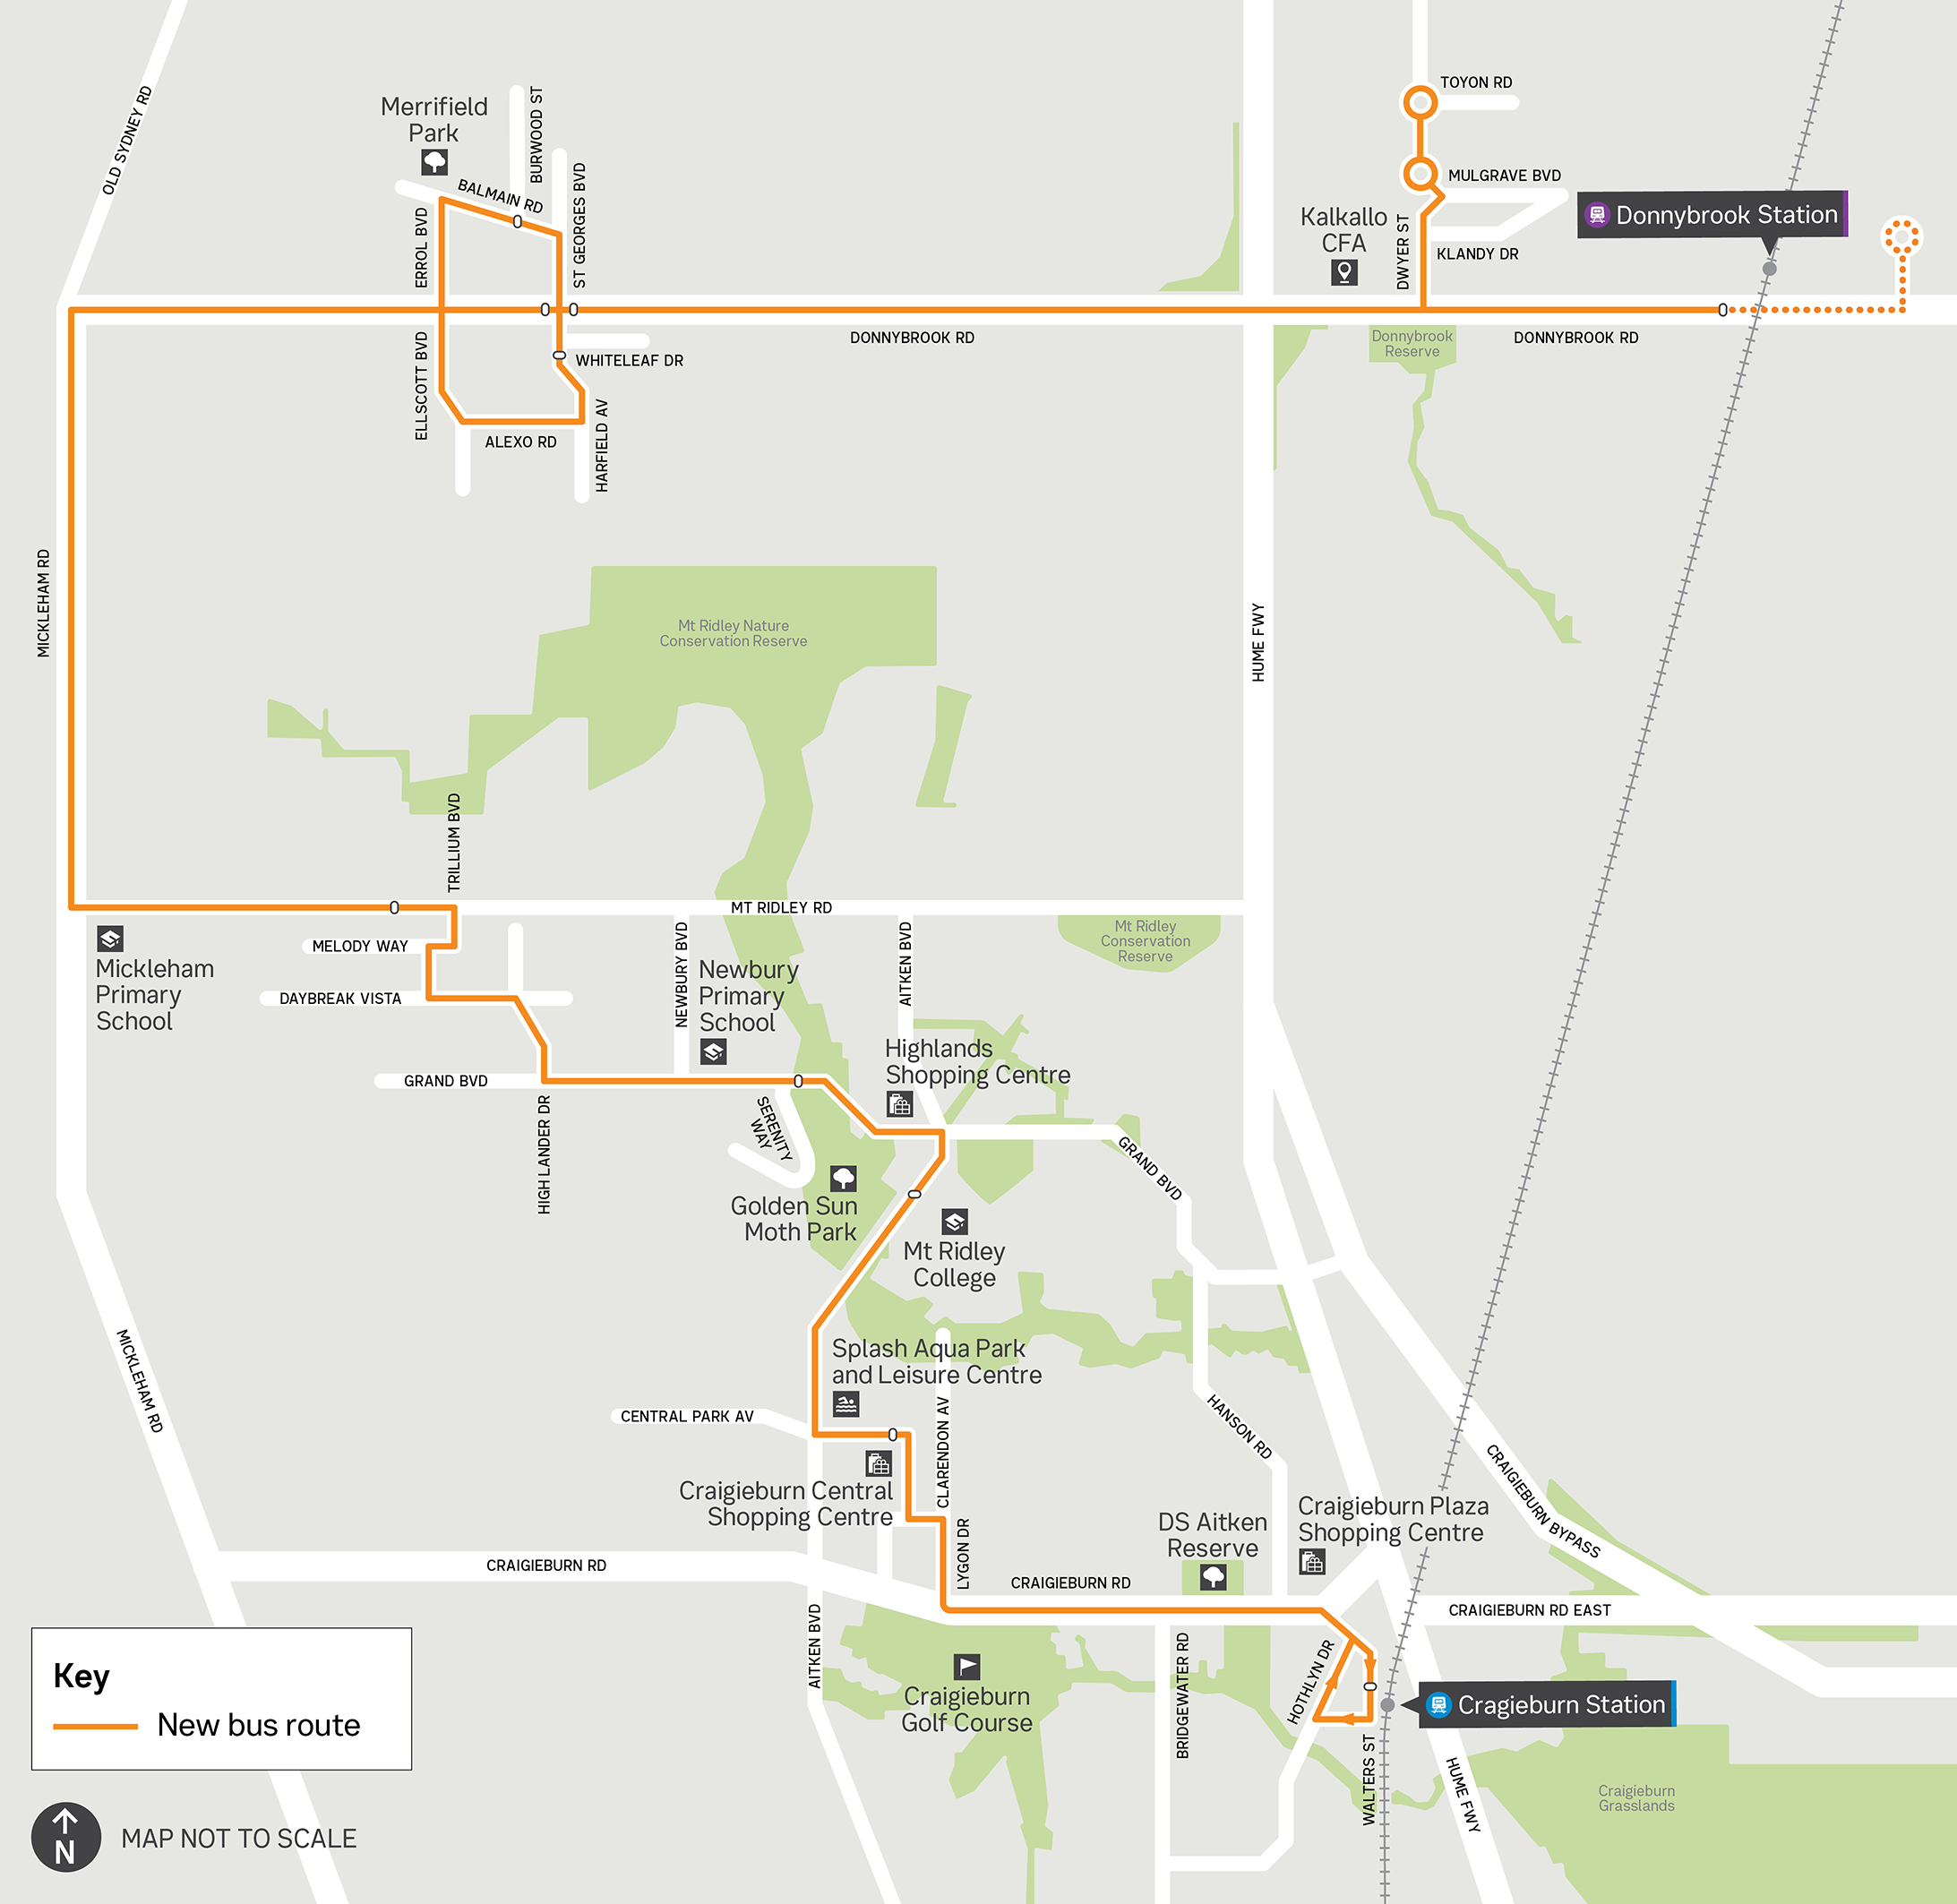 OLD SYDNEY RD
Merrifield
Park
BURWOOD ST
BALMAIN RD
ST GEORGES BVD
ERROL BVD
TOYON RD
MULGRAVE BVD
Kalkallo
CFA
DWYER ST
KLANDY DR
Donnybrook Station
DONNYBROOK RD
Donnybrook
Reserve
DONNYBROOK RD
WHITELEAF DR
ELLSCOTT BVD
ALEXO RD
HARFIELD AV
MICKLEHAM RD
Mt Ridley Nature
Conservation Reserve
HUME FWY
TRILLIUM BVD
MT RIDLEY RD
Mt Ridley
Conservation
Reserve
MELODY WAY
Mickleham
Primary
School
DAYBREAK VISTA
NEWBURY BVD
Newbury
Primary
School
AITKEN BVD
Highlands
Shopping Centre
GRAND BVD
HIGHLANDER DR
SERENITY
WAY
GRAND BVD
Golden Sun
Moth Park
Mt Ridley
College
MICKLEHAM RD
Splash Aqua Park
and Leisure Centre
CENTRAL PARK AV
CLARENDON AV
HANSON RD
Craigieburn Central
Shopping Centre
CRAIGIEBURN BYPASS
Craigieburn Plaza
Shopping Centre
DS Aitken
Reserve
LYGON DR
CRAIGIEBURN RD
CRAIGIEBURN RD
CRAIGIEBURN RD EAST
AITKEN BVD
BRIDGEWATER RD
HOTHLYN DR
Craigieburn
Golf Course
Cragieburn Station
WALTERS ST
HUME FWY
Craigieburn
Grasslands
Key
New bus route
N
MAP NOT TO SCALE